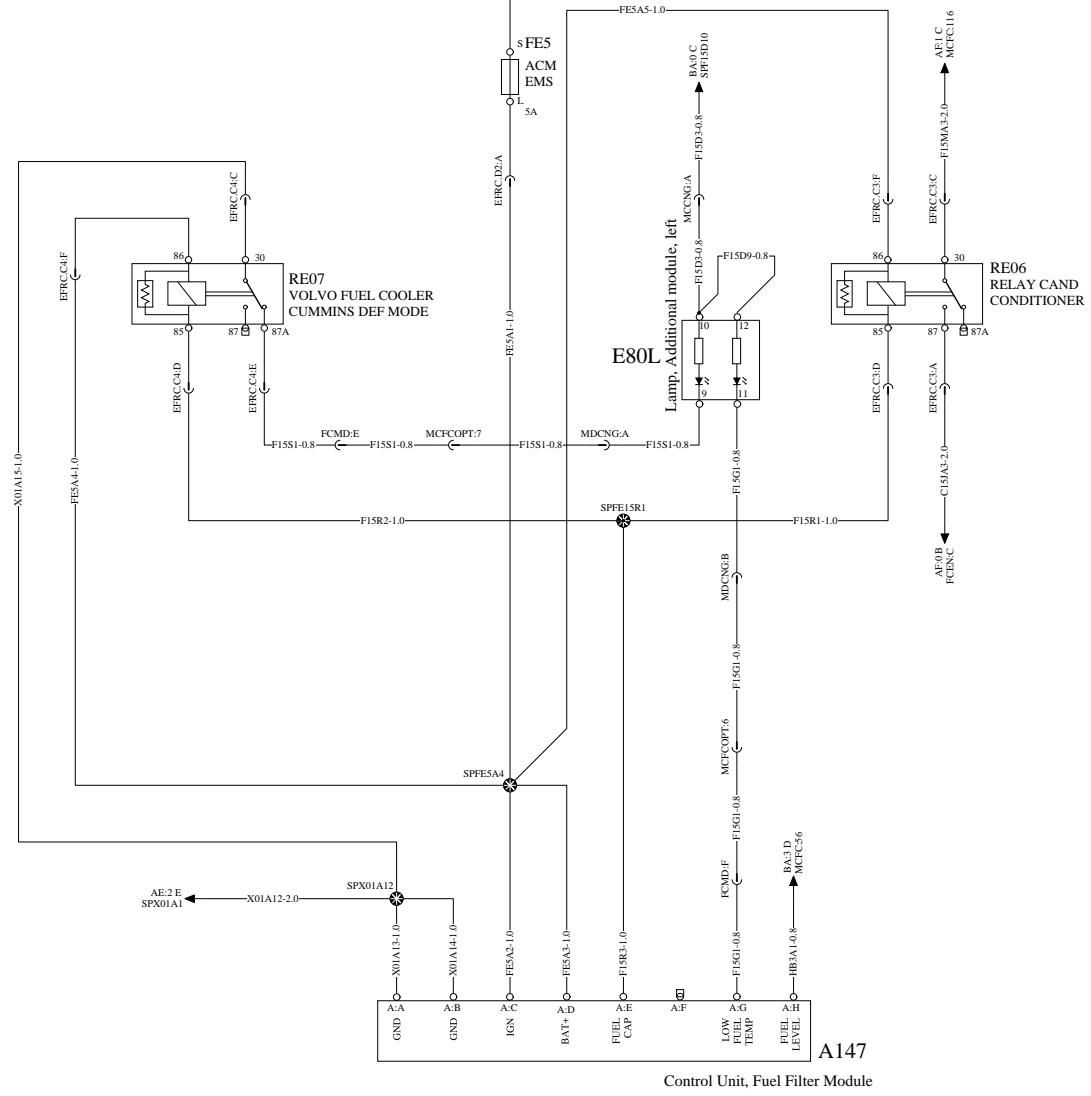 FE5A5-1.0
S FE5
ACM
EMS
L
5A
BA:0 C
SPF15D10
AF:1 C
MCFC:116
F15D3-0.8
F15MA3-2.0
EFRC.D2:A
MCCNG:A
EFRC.C4:C
EFRC.C3:F
EFRC.C3:C
EFRC.C4:F
F15D3-0.8
F15D9-0.8
86
30
RE07
VOLVO FUEL COOLER
CUMMINS DEF MODE
85
87
87A
FE5A1-1.0
Lamp, Additional module, left
E80L
10
12
9
11
86
30
RE06
RELAY CAND
CONDITIONER
85
87
87A
EFRC.C4:D
EFRC.C4:E
EFRC.C3:D
EFRC.C3:A
F15S1-0.8
FCMD:E
F15S1-0.8
MCFCOPT:7
F15S1-0.8
MDCNG:A
F15S1-0.8
X01A15-1.0
FE5A4-1.0
F15G1-0.8
C15JA3-2.0
F15R2-1.0
SPFE15R1
F15R1-1.0
AF:0 B
FCEN:C
MDCNG:B
F15G1-0.8
MCFCOPT:6
SPFE5A4
F15G1-0.8
BA:3 D
MCFC:56
FCMD:F
AE:2 E
SPX01A1
X01A12-2.0
SPX01A12
X01A13-1.0
X01A14-1.0
FE5A2-1.0
FE5A3-1.0
F15R3-1.0
F15G1-0.8
HB3A1-0.8
A:A
GND
A:B
GND
A:C
IGN
A:D
BAT+
A:E
FUEL
CAP
A:F
A:G
LOW
FUEL
TEMP
A:H
FUEL
LEVEL
A147
Control Unit, Fuel Filter Module